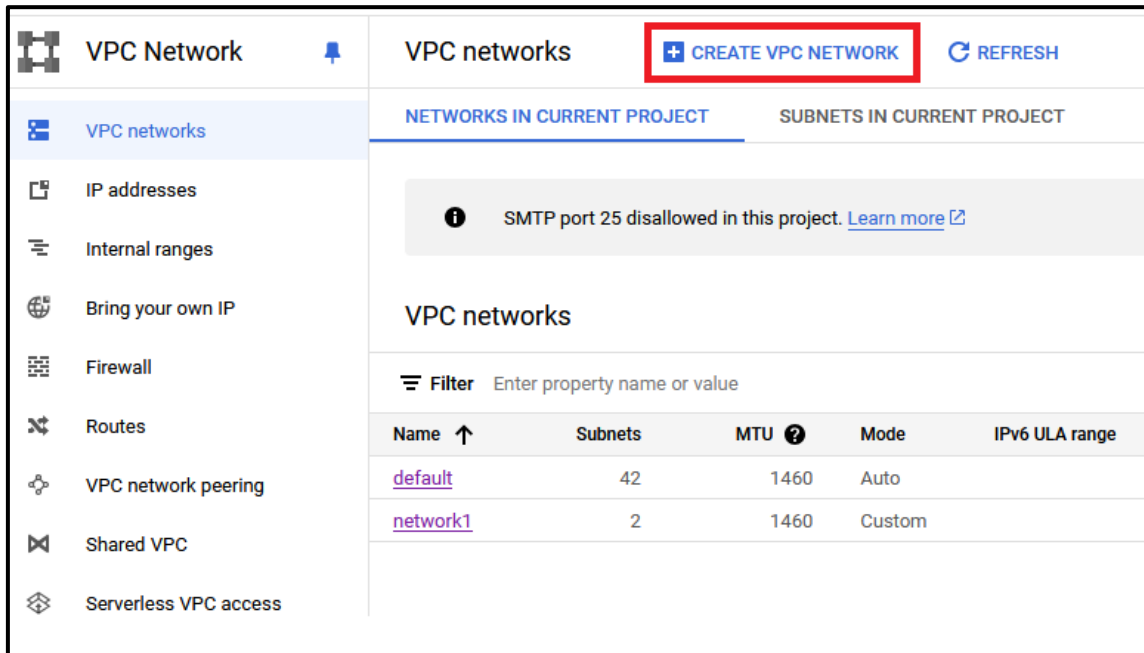 VPC Network
VPC networks
IP addresses
Internal ranges
Bring your own IP
Firewall
Routes
VPC network peering
Shared VPC
Serverless VPC access
VPC networks
CREATE VPC NETWORK
REFRESH
NETWORKS IN CURRENT PROJECT
SUBNETS IN CURRENT PROJECT
SMTP port 25 disallowed in this project. Learn more
VPC networks
Filter Enter property name or value
Name Subnets MTU Mode IPv6 ULA range
default 42 1460 Auto
network1 2 1460 Custom